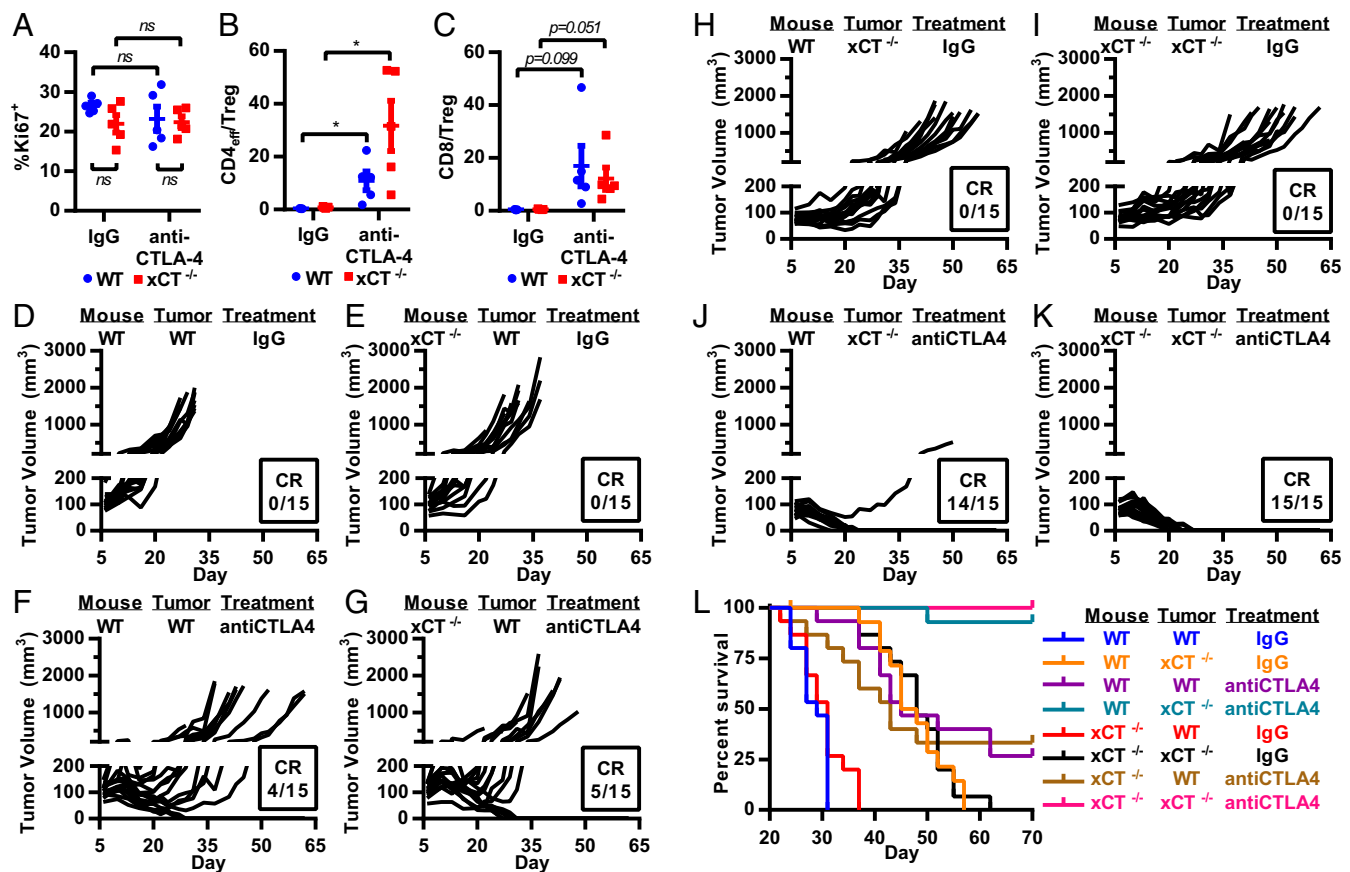 A
%Ki67+
40
30
20
10
0
ns
ns
ns
ns
IgG
anti-
CTLA-4
WT
xCT -/-
B
CD4eff/Treg
60
40
20
0
*
*
IgG
anti-
CTLA-4
WT
xCT -/-
C
CD8/Treg
60
40
20
0
p=0.051
p=0.099
IgG
anti-
CTLA-4
WT
xCT -/-
D
Mouse Tumor Treatment
WT WT IgG
Tumor Volume (mm3)
3000
2000
1000
200
100
0
CR
0/15
5 20 35 50 65
Day
E
Mouse Tumor Treatment
xCT -/- WT IgG
3000
2000
1000
200
100
0
CR
0/15
5 20 35 50 65
Day
F
Mouse Tumor Treatment
WT WT antiCTLA4
Tumor Volume (mm3)
3000
2000
1000
200
100
0
CR
4/15
5 20 35 50 65
Day
G
Mouse Tumor Treatment
xCT -/- WT antiCTLA4
3000
2000
1000
200
100
0
CR
5/15
5 20 35 50 65
Day
H
Mouse Tumor Treatment
WT xCT -/- IgG
Tumor Volume (mm3)
3000
2000
1000
200
100
0
CR
0/15
5 20 35 50 65
Day
I
Mouse Tumor Treatment
xCT -/- xCT -/- IgG
3000
2000
1000
200
100
0
CR
0/15
5 20 35 50 65
Day
J
Mouse Tumor Treatment
WT xCT -/- antiCTLA4
Tumor Volume (mm3)
3000
2000
1000
200
100
0
CR
14/15
5 20 35 50 65
Day
K
Mouse Tumor Treatment
xCT -/- xCT -/- antiCTLA4
3000
2000
1000
200
100
0
CR
15/15
5 20 35 50 65
Day
L
Percent survival
100
75
50
25
0
20 30 40 50 60 70
Day
Mouse Tumor Treatment
WT WT IgG
WT xCT -/- IgG
WT WT antiCTLA4
WT xCT -/- antiCTLA4
xCT -/- WT IgG
xCT -/- xCT -/- IgG
xCT -/- WT antiCTLA4
xCT -/- xCT -/- antiCTLA4